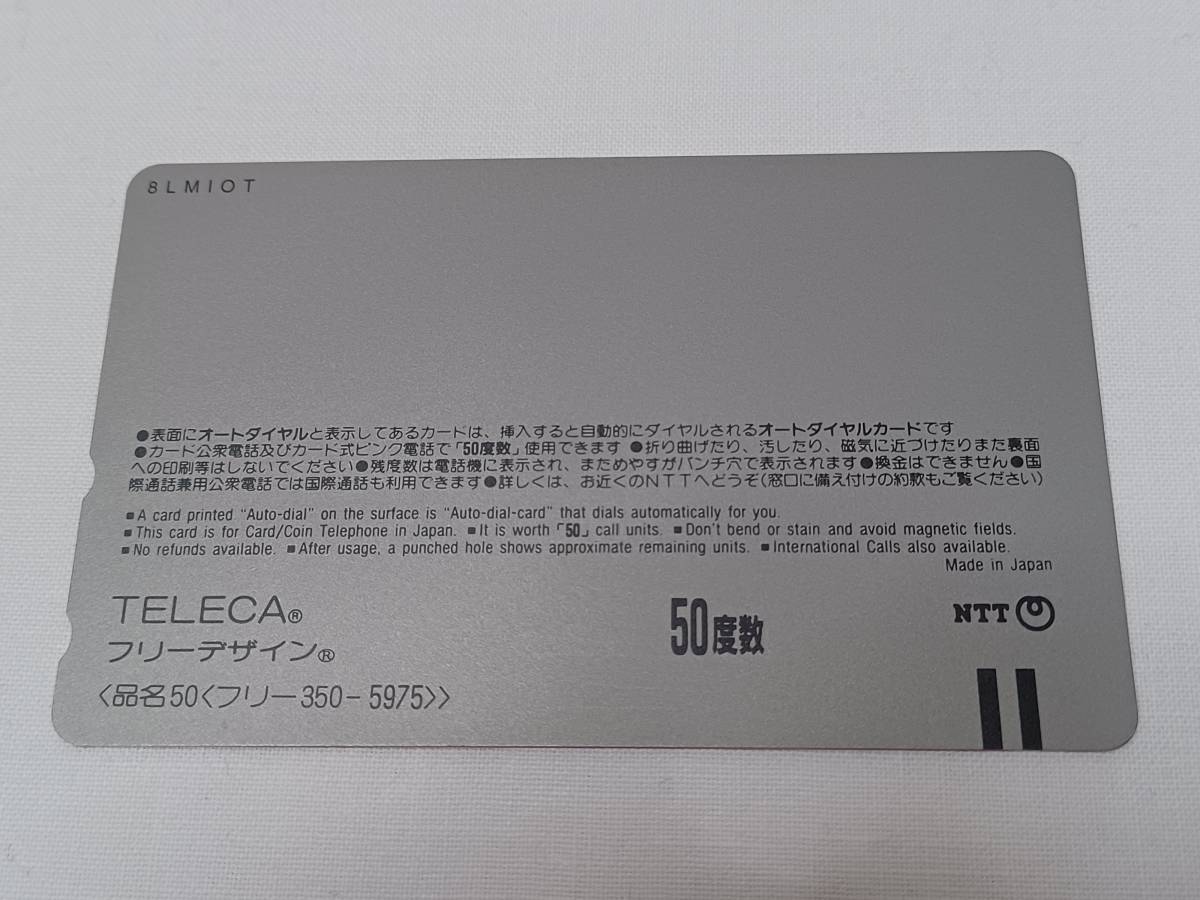 8LMIOT
●表面にオートダイヤルと表示してあるカードは、挿入すると自動的にダイヤルされるオートダイヤルカードです
●カード公衆電話及びカード式ピンク電話で「50度数」使用できます ●折り曲げたり、汚したり、磁気に近づけたりまた裏面
への印刷等はしないでください●残度数は電話機に表示され、まためやすがパンチ穴で表示されます●換金はできません●国
際通話兼用公衆電話では国際通話も利用できます●詳しくは、お近くのNTTへどうぞ(窓口に備え付けの約款もご覧ください)
■A card printed “Auto-dial” on the surface is “Auto-dial-card” that dials automatically for you.
■This card is for Card/Coin Telephone in Japan. ■It is worth「50」call units. ■Don't bend or stain and avoid magnetic fields.
■No refunds available. ■After usage, a punched hole shows approximate remaining units. ■International Calls also available.
Made in Japan
TELECA®
フリーデザイン®
50度数
NTT
〈品名50〈フリー350-5975〉〉